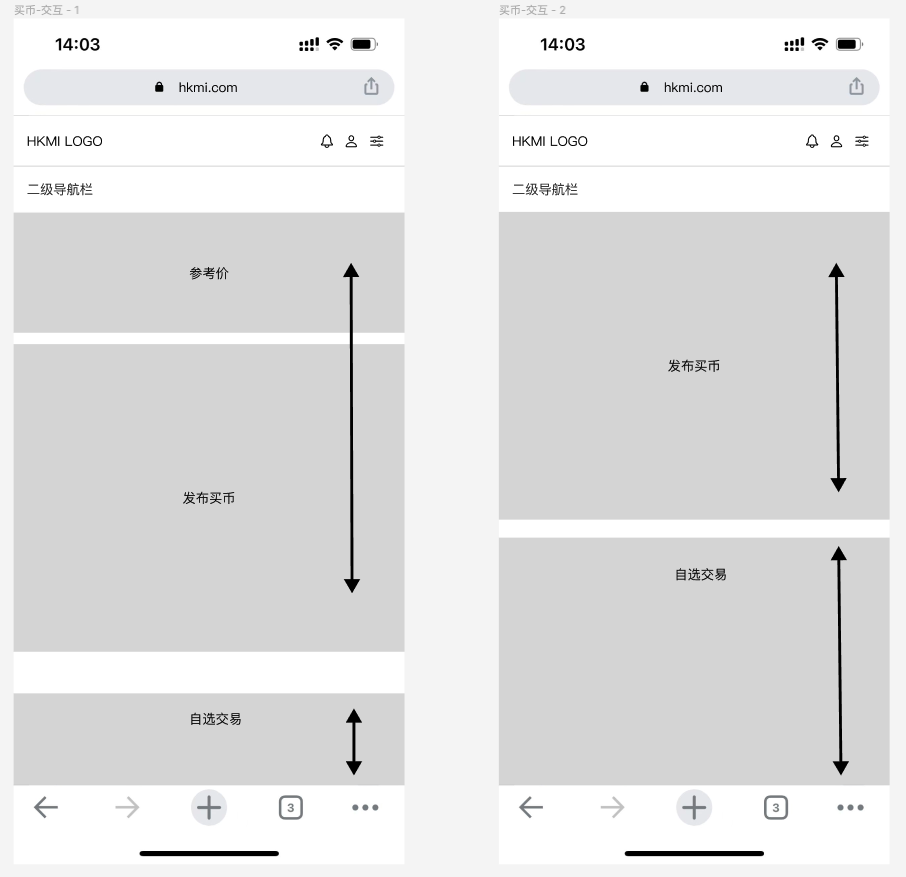 买币-交互 - 1
14:03
hkmi.com
HKMI LOGO
二级导航栏
参考价
发布买币
自选交易
3
买币-交互 - 2
14:03
hkmi.com
HKMI LOGO
二级导航栏
发布买币
自选交易
3